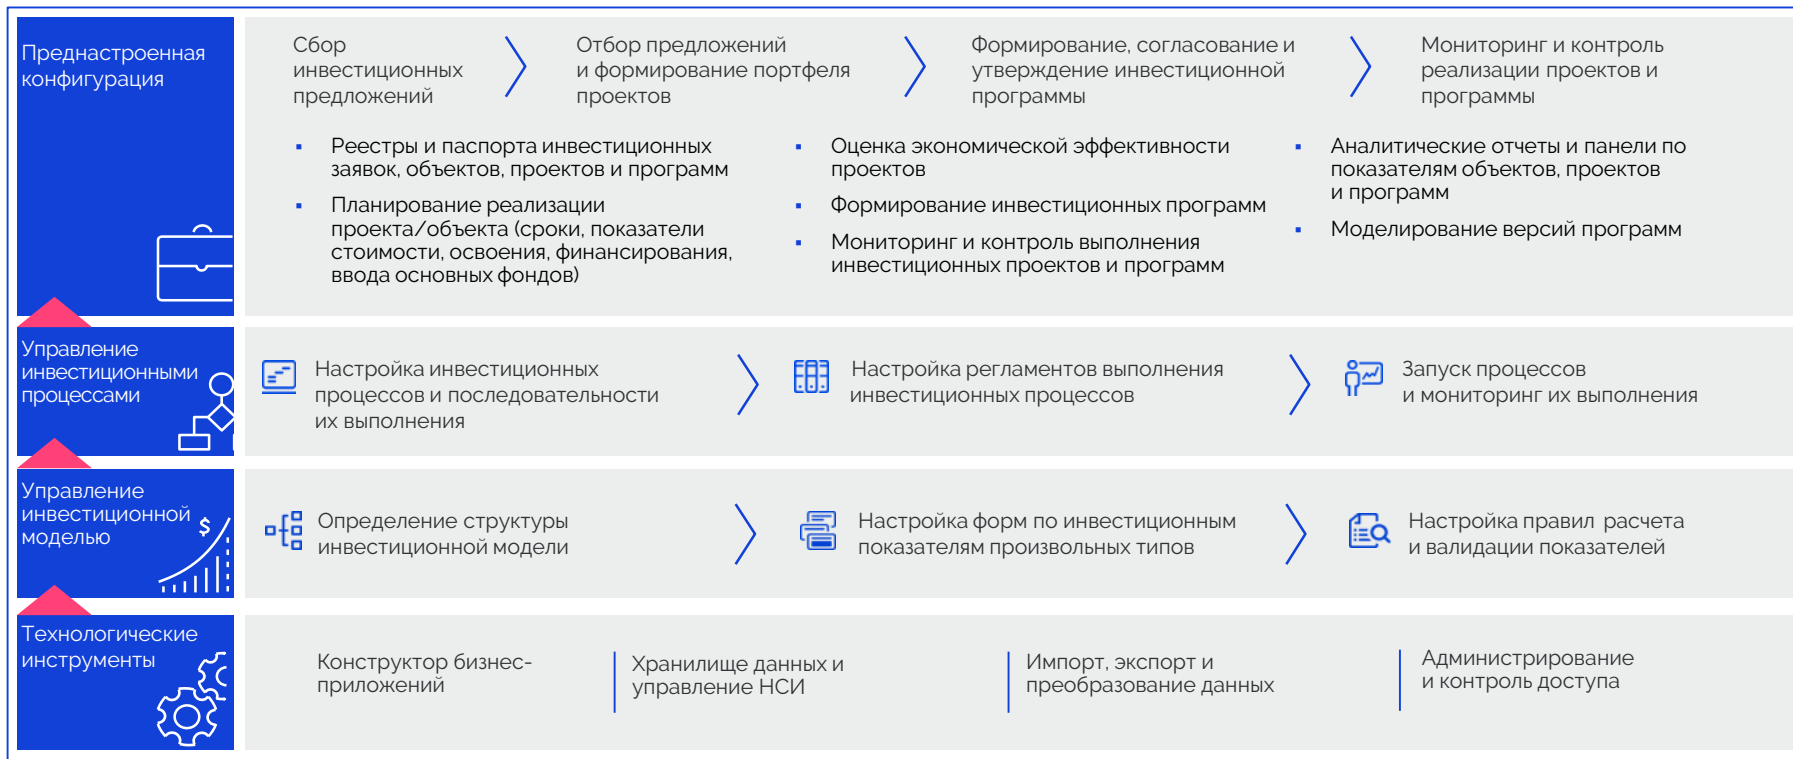 Преднастроенная
конфигурация
Сбор
инвестиционных
предложений
Отбор предложений
и формирование портфеля
проектов
Формирование, согласование и
утверждение инвестиционной
программы
Мониторинг и контроль
реализации проектов и
программы
▪ Реестры и паспорта инвестиционных
заявок, объектов, проектов и программ
▪ Планирование реализации
проекта/объекта (сроки, показатели
стоимости, освоения, финансирования,
ввода основных фондов)
▪ Оценка экономической эффективности
проектов
▪ Формирование инвестиционных программ
▪ Мониторинг и контроль выполнения
инвестиционных проектов и программ
▪ Аналитические отчеты и панели по
показателям объектов, проектов
и программ
▪ Моделирование версий программ
Управление
инвестиционными
процессами
Настройка инвестиционных
процессов и последовательности
их выполнения
Настройка регламентов выполнения
инвестиционных процессов
Запуск процессов
и мониторинг их выполнения
Управление
инвестиционной
моделью
$
Определение структуры
инвестиционной модели
Настройка форм по инвестиционным
показателям произвольных типов
Настройка правил расчета
и валидации показателей
Технологические
инструменты
Конструктор бизнес-
приложений
Хранилище данных и
управление НСИ
Импорт, экспорт и
преобразование данных
Администрирование
и контроль доступа